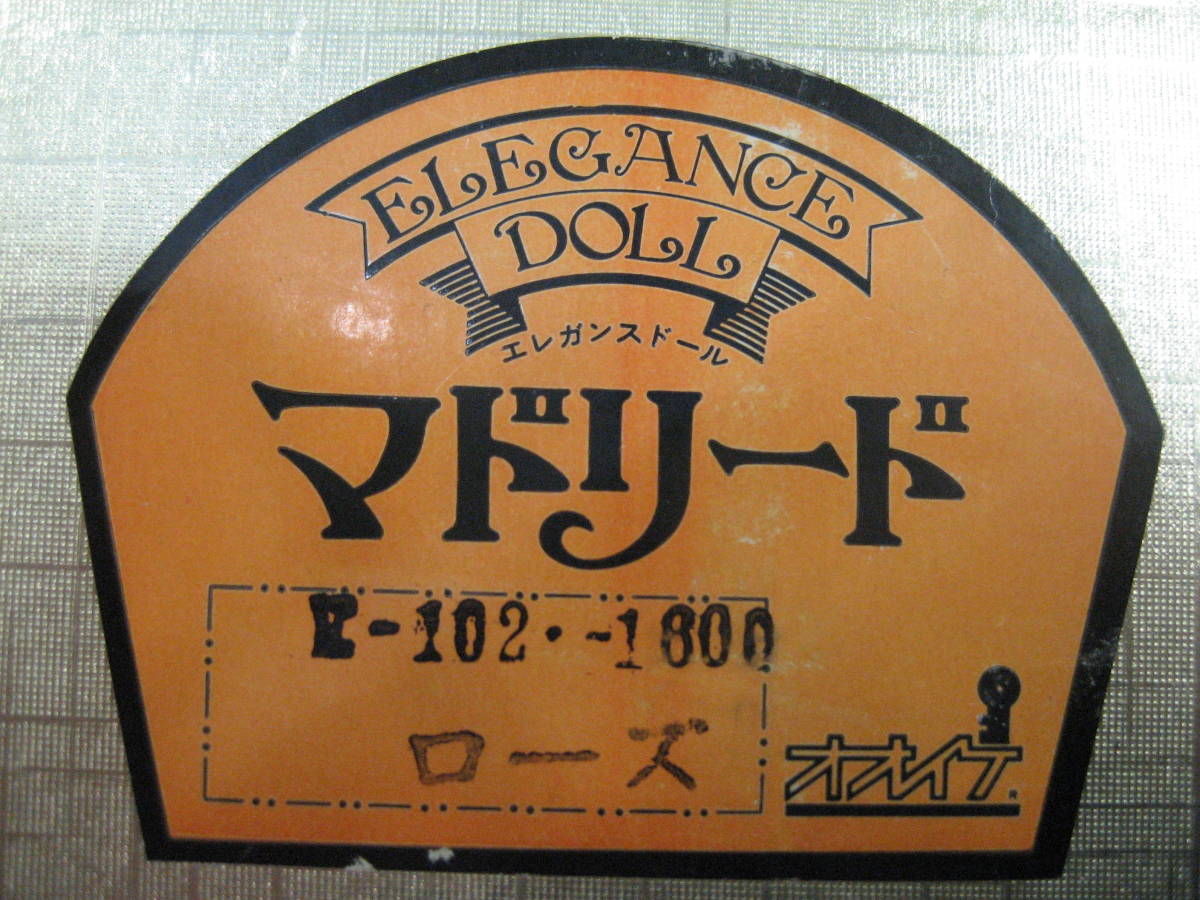 ELEGANCE
DOLL
エレガンスドール
マドリード
E-102・-1800
ローズ
オオイケ
R